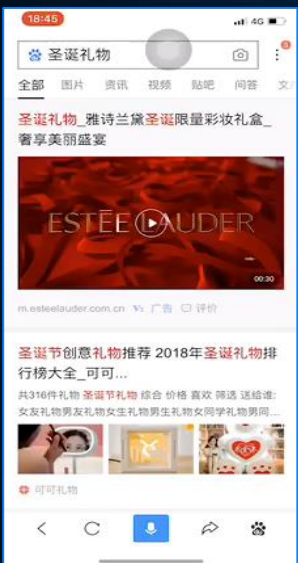 18:45
4G
圣诞礼物
8
全部 图片 资讯 视频 贴吧 问答 文
圣诞礼物_雅诗兰黛圣诞限量彩妆礼盒_
奢享美丽盛宴
ESTĒE LAUDER
00:30
m.esteelauder.com.cn V3 广告 评价
圣诞节创意礼物推荐 2018年圣诞礼物排
行榜大全_可可...
共316件礼物 圣诞节礼物 综合 价格 喜欢 筛选 送给谁:
女友礼物男友礼物女生礼物男生礼物女同学礼物男同...
可可礼物